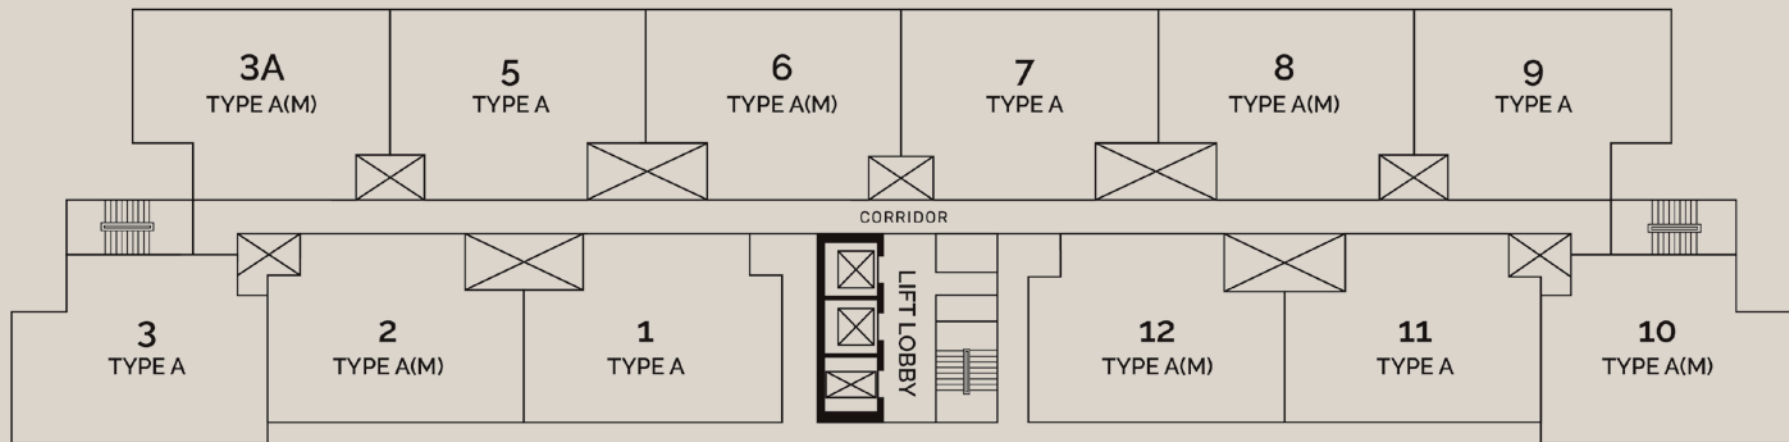 3A
TYPE A(M)
5
TYPE A
6
TYPE A(M)
7
TYPE A
8
TYPE A(M)
9
TYPE A
CORRIDOR
3
TYPE A
2
TYPE A(M)
1
TYPE A
LIFT LOBBY
12
TYPE A(M)
11
TYPE A
10
TYPE A(M)